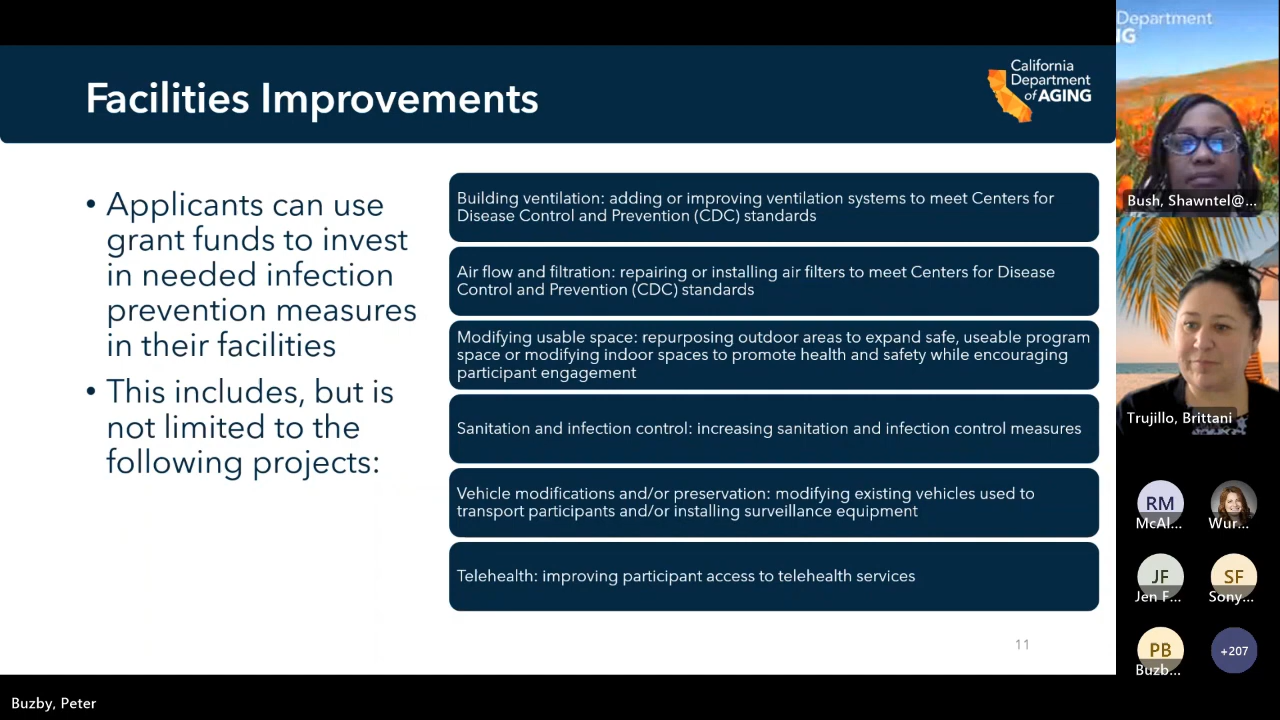 Facilities Improvements
California
Department
of AGING
• Applicants can use
grant funds to invest
in needed infection
prevention measures
in their facilities
• This includes, but is
not limited to the
following projects:
Building ventilation: adding or improving ventilation systems to meet Centers for
Disease Control and Prevention (CDC) standards
Air flow and filtration: repairing or installing air filters to meet Centers for Disease
Control and Prevention (CDC) standards
Modifying usable space: repurposing outdoor areas to expand safe, useable program
space or modifying indoor spaces to promote health and safety while encouraging
participant engagement
Sanitation and infection control: increasing sanitation and infection control measures
Vehicle modifications and/or preservation: modifying existing vehicles used to
transport participants and/or installing surveillance equipment
Telehealth: improving participant access to telehealth services
11
Department
IG
Bush, Shawntel@...
Trujillo, Brittani
RM
McAl...
Wur...
JF
Jen F...
SF
Sony...
PB
Buzb...
+207
Buzby, Peter